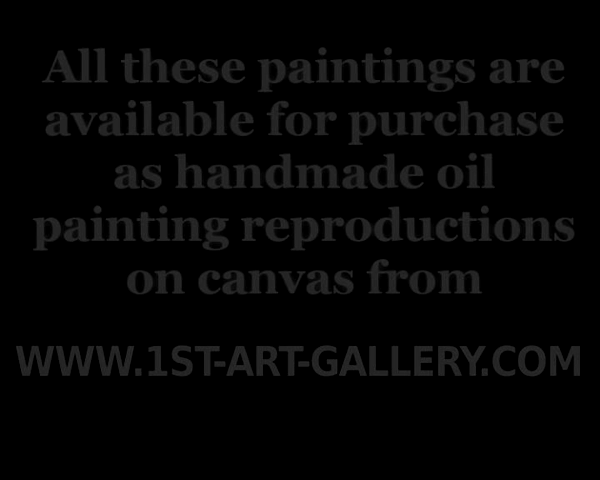 All these paintings are
available for purchase
as handmade oil
painting reproductions
on canvas from
WWW.1ST-ART-GALLERY.COM